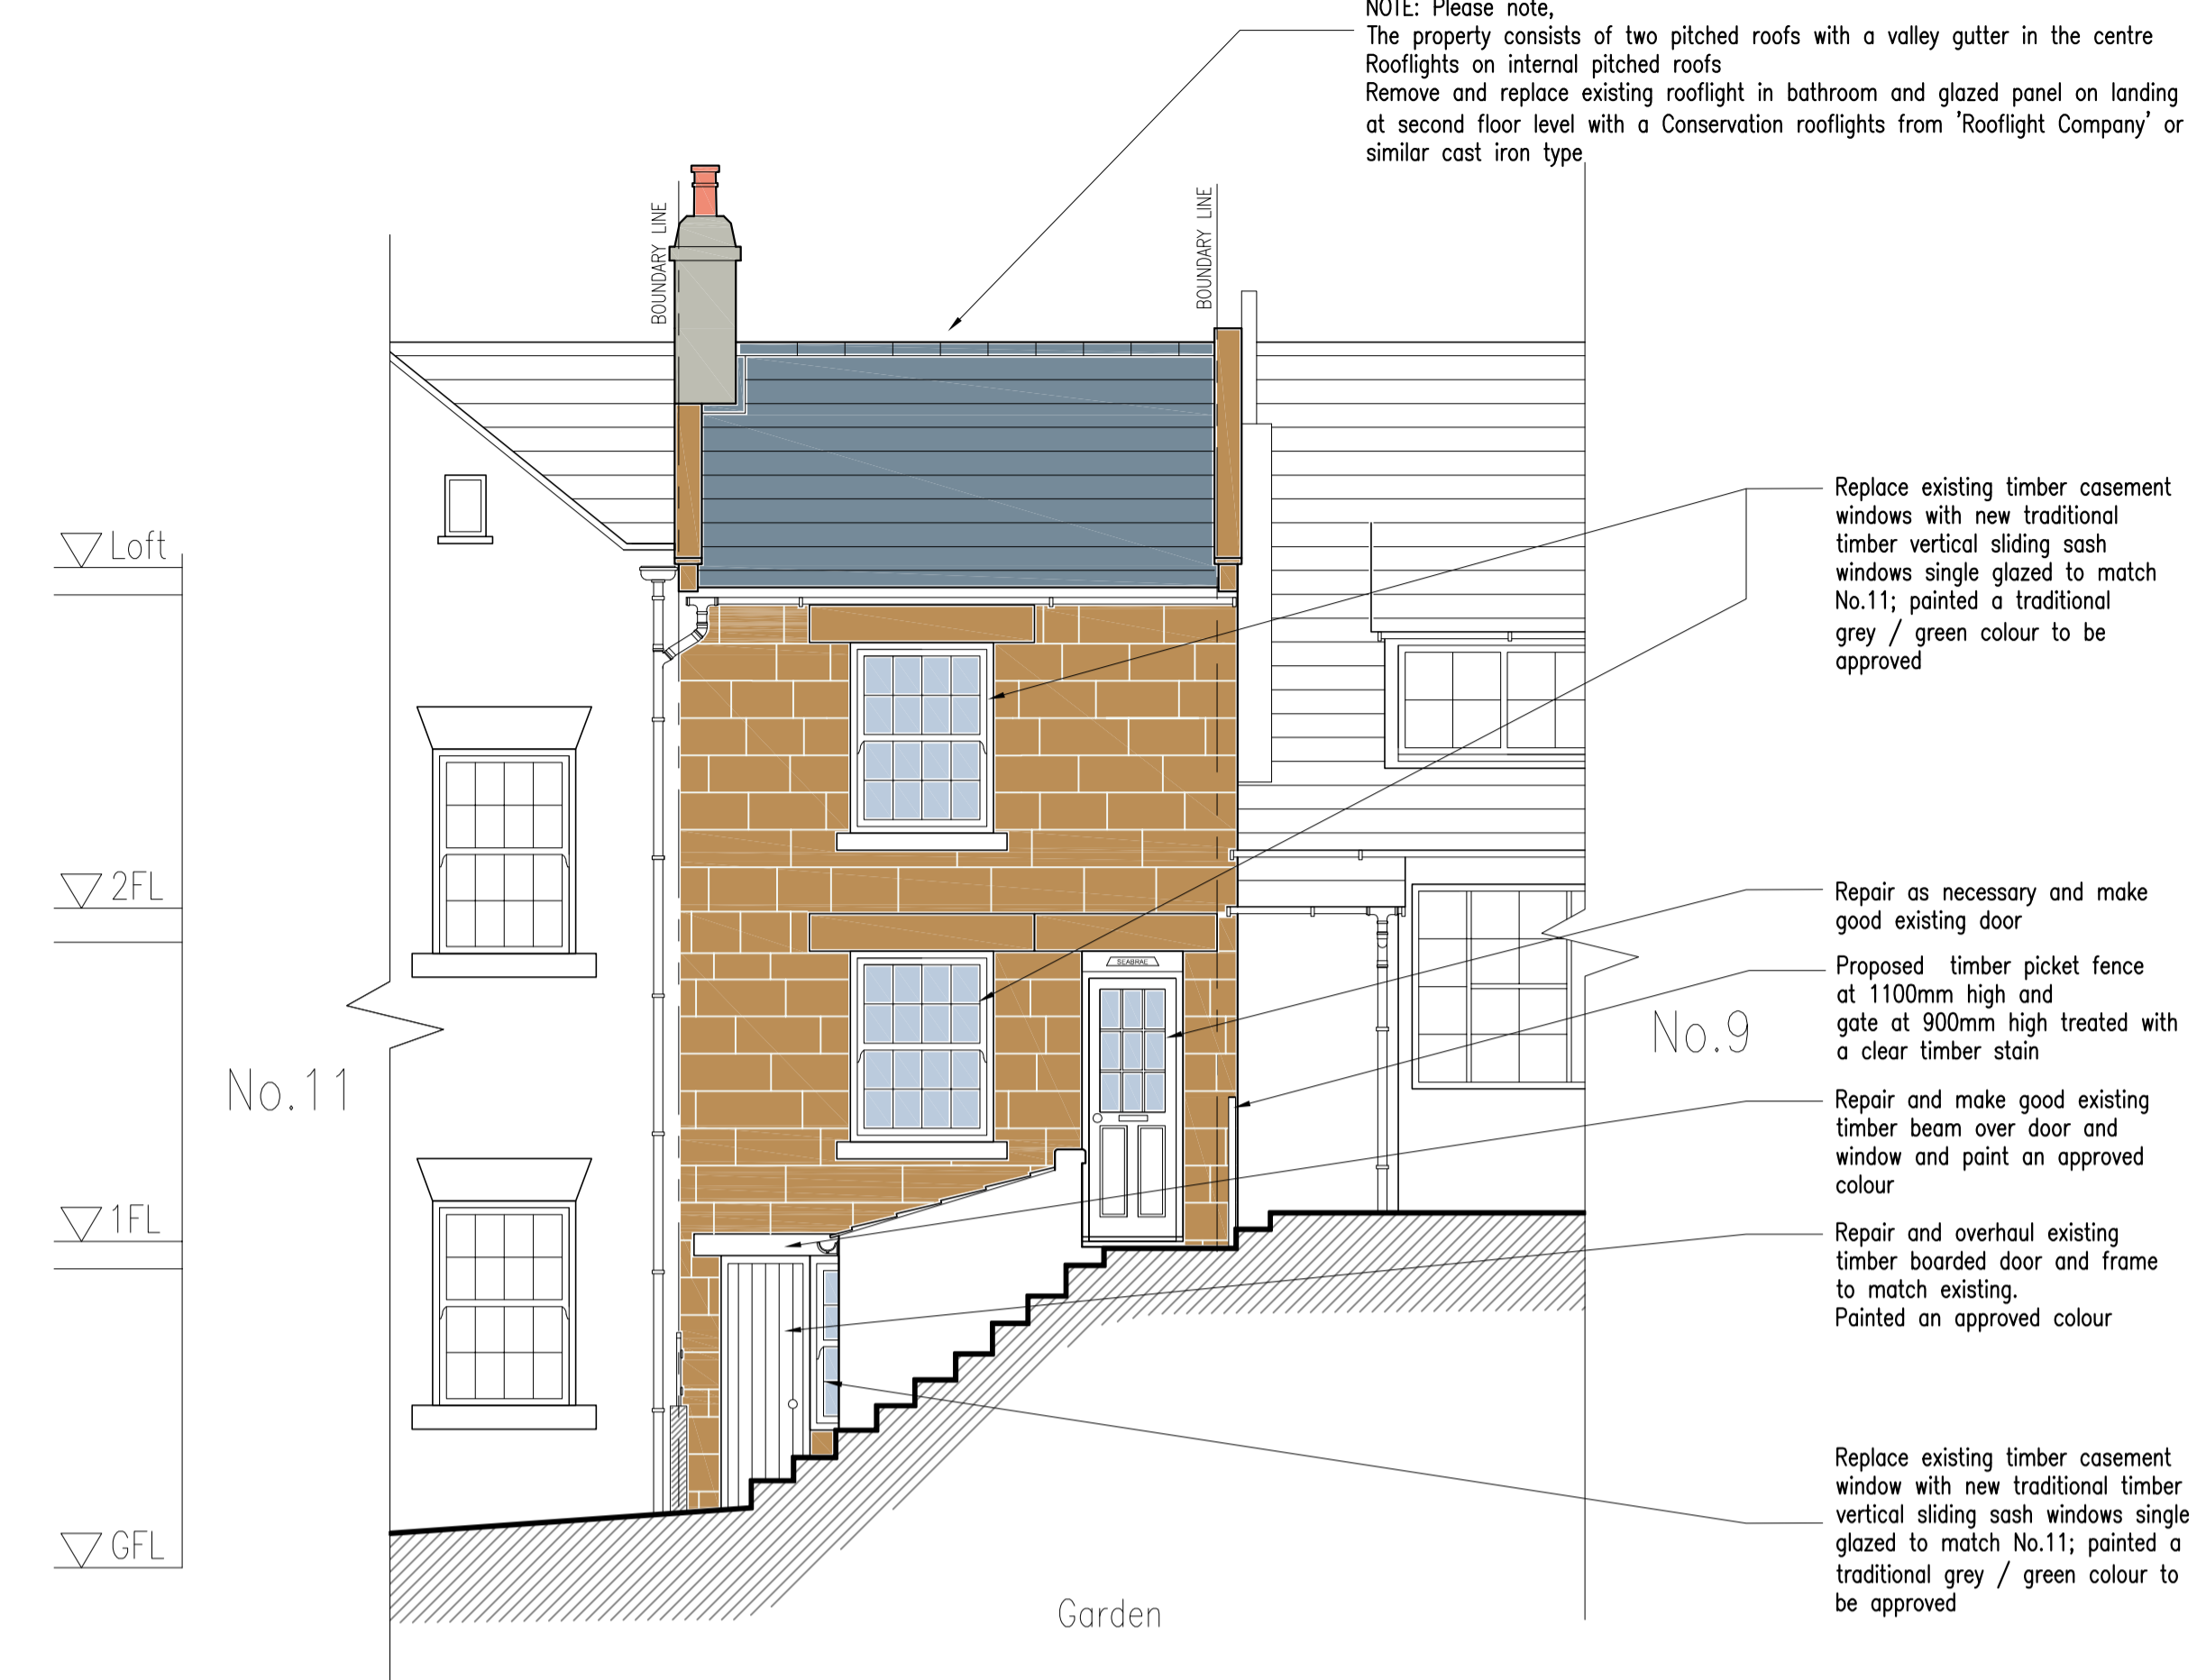 NOTE: Please note,
The property consists of two pitched roofs with a valley gutter in the centre
Rooflights on internal pitched roofs
Remove and replace existing rooflight in bathroom and glazed panel on landing
at second floor level with a Conservation rooflights from 'Rooflight Company' or
similar cast iron type
BOUNDARY LINE
BOUNDARY LINE
Replace existing timber casement
windows with new traditional
timber vertical sliding sash
windows single glazed to match
No.11; painted a traditional
grey / green colour to be
approved
Loft
2FL
Repair as necessary and make
good existing door
SEABRAE
Proposed timber picket fence
at 1100mm high and
gate at 900mm high treated with
a clear timber stain
No.9
No.11
Repair and make good existing
timber beam over door and
window and paint an approved
colour
1FL
Repair and overhaul existing
timber boarded door and frame
to match existing.
Painted an approved colour
Replace existing timber casement
window with new traditional timber
vertical sliding sash windows single
glazed to match No.11; painted a
traditional grey / green colour to
be approved
GFL
Garden